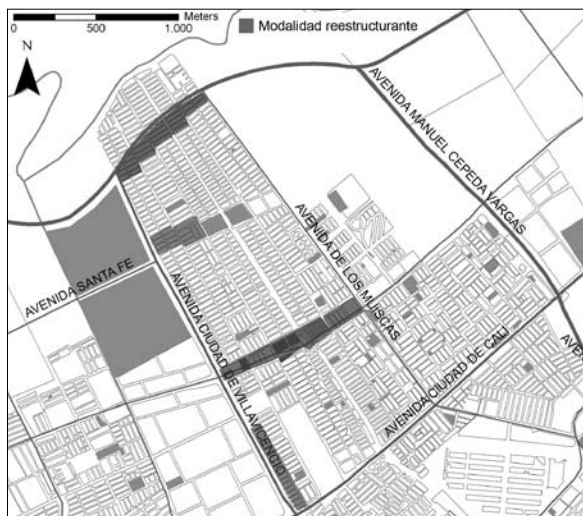 Meters
0 500 1.000
Modalidad reestructurante
N
AVENIDA MANUEL CEPEDA VARGAS
AVENIDA DE LOS MUISCAS
AVENIDA SANTA FE
AVENIDA CIUDAD DE VILLAVICENCIO
AVENIDA CIUDAD DE CALI
AVEN